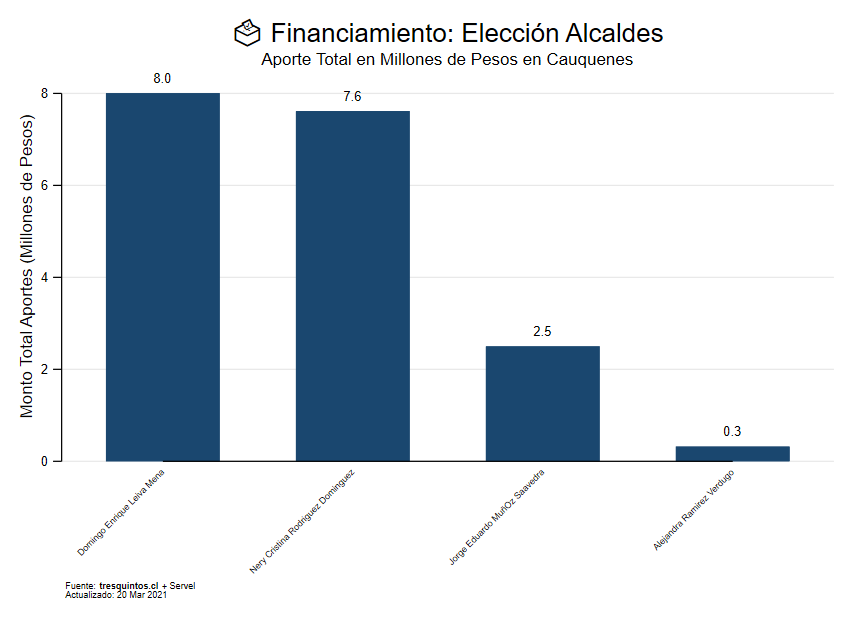 Financiamiento: Elección Alcaldes
Aporte Total en Millones de Pesos en Cauquenes
Monto Total Aportes (Millones de Pesos)
8
6
4
2
0
8.0
7.6
2.5
0.3
Domingo Enrique Leiva Mena
Nery Cristina Rodriguez Dominguez
Jorge Eduardo MuñOz Saavedra
Alejandra Ramirez Verdugo
Fuente: tresquintos.cl + Servel
Actualizado: 20 Mar 2021